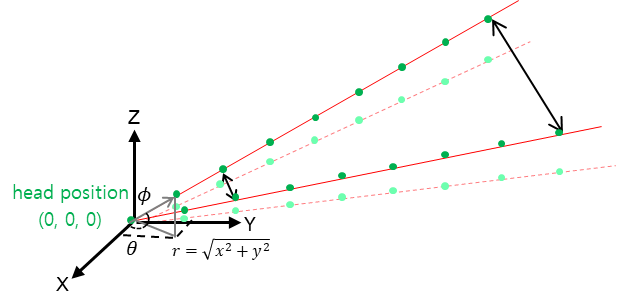 Z
head position
(0, 0, 0)
ϕ
Y
θ
r = √(x² + y²)
X